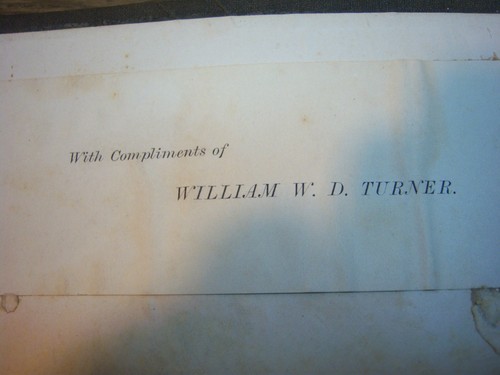 With Compliments of
WILLIAM W. D. TURNER.